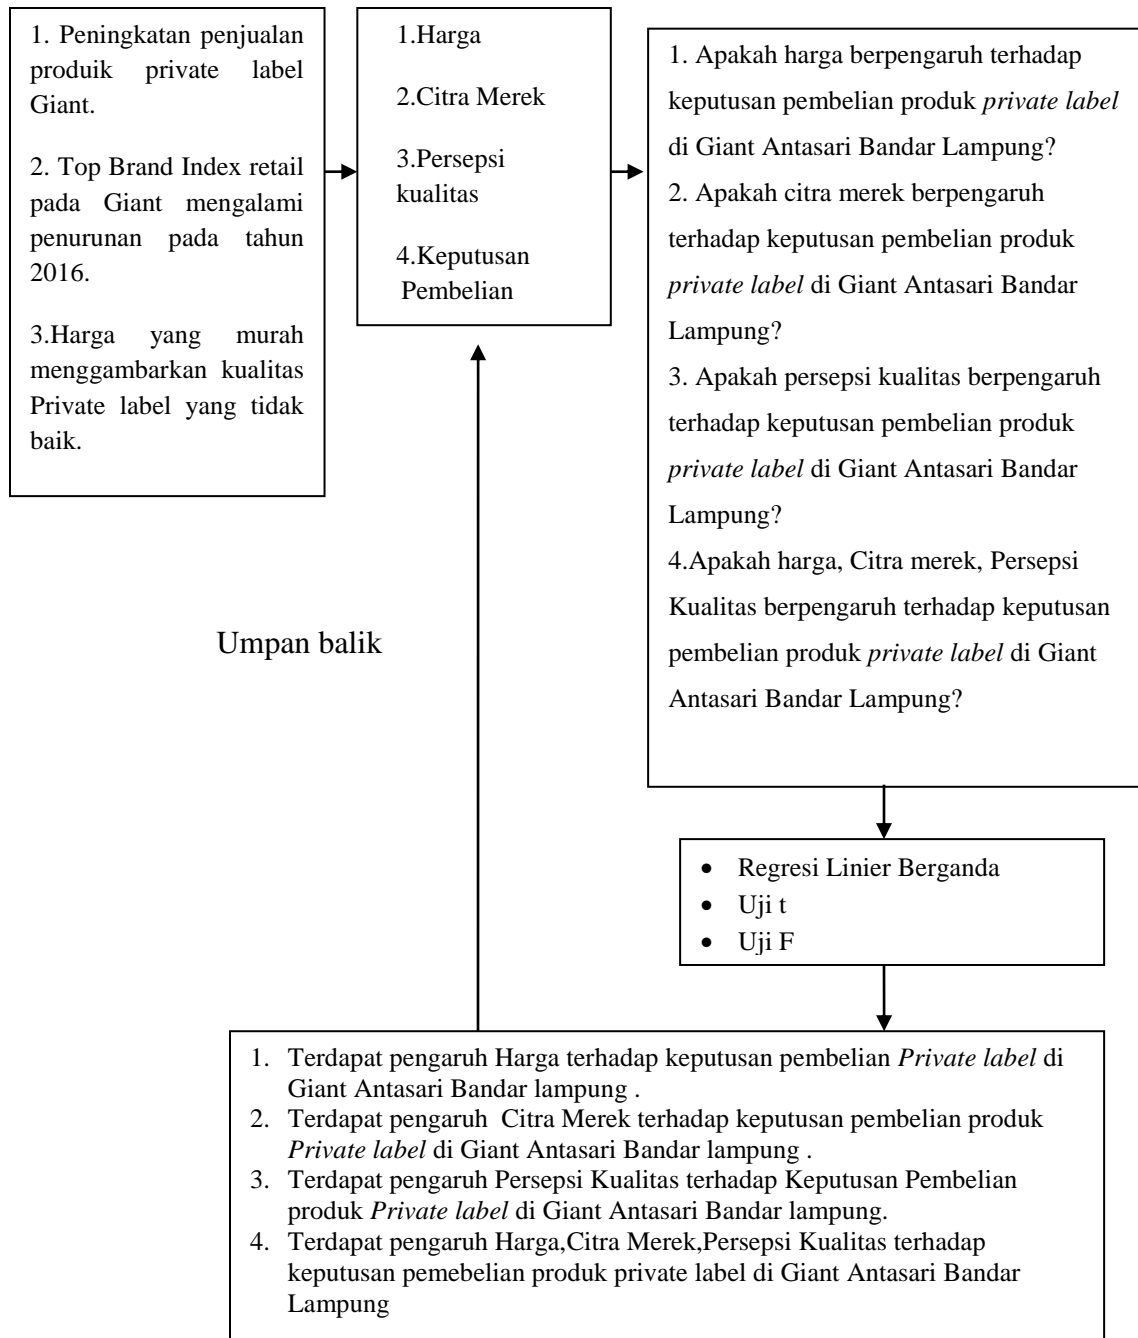 1. Peningkatan penjualan
produik private label
Giant.
2. Top Brand Index retail
pada Giant mengalami
penurunan pada tahun
2016.
3.Harga yang murah
menggambarkan kualitas
Private label yang tidak
baik.
1.Harga
2.Citra Merek
3.Persepsi
kualitas
4.Keputusan
Pembelian
1. Apakah harga berpengaruh terhadap
keputusan pembelian produk private label
di Giant Antasari Bandar Lampung?
2. Apakah citra merek berpengaruh
terhadap keputusan pembelian produk
private label di Giant Antasari Bandar
Lampung?
3. Apakah persepsi kualitas berpengaruh
terhadap keputusan pembelian produk
private label di Giant Antasari Bandar
Lampung?
4.Apakah harga, Citra merek, Persepsi
Kualitas berpengaruh terhadap keputusan
pembelian produk private label di Giant
Antasari Bandar Lampung?
Umpan balik
• Regresi Linier Berganda
• Uji t
• Uji F
1. Terdapat pengaruh Harga terhadap keputusan pembelian Private label di
Giant Antasari Bandar lampung .
2. Terdapat pengaruh  Citra Merek terhadap keputusan pembelian produk
Private label di Giant Antasari Bandar lampung .
3. Terdapat pengaruh Persepsi Kualitas terhadap Keputusan Pembelian
produk Private label di Giant Antasari Bandar lampung.
4. Terdapat pengaruh Harga,Citra Merek,Persepsi Kualitas terhadap
keputusan pemebelian produk private label di Giant Antasari Bandar
Lampung